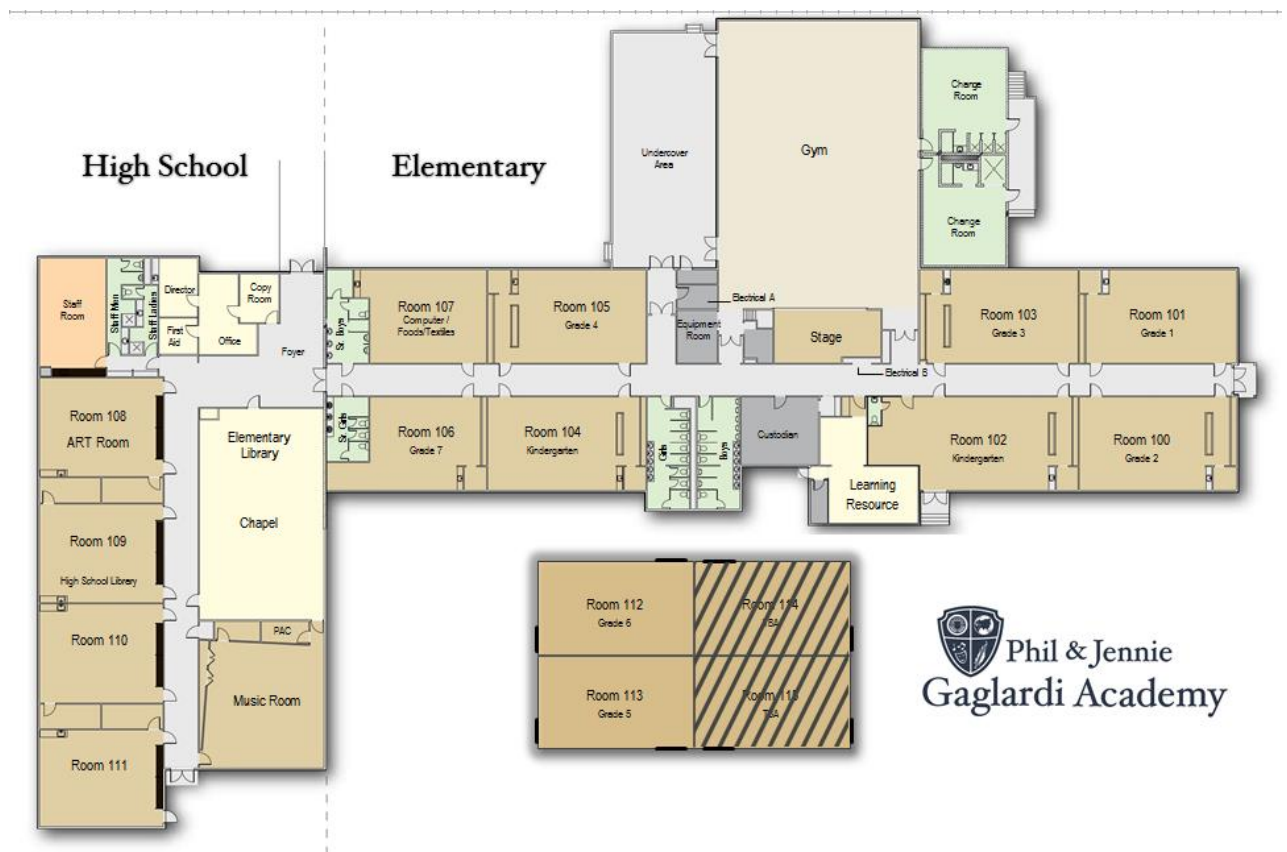 High School
Elementary
Undercover
Area
Gym
Change
Room
Change
Room
Staff
Room
Staff Men
Staff Ladies
Director
Copy
Room
First
Aid
Office
Foyer
Sr. Boys
Room 107
Computer /
Foods/Textiles
Room 105
Grade 4
Electrical A
Equipment
Room
Stage
Electrical B
Room 103
Grade 3
Room 101
Grade 1
Room 108
ART Room
Elementary
Library
Chapel
Sr. Girls
Room 106
Grade 7
Room 104
Kindergarten
Girls
Boys
Custodian
Learning
Resource
Room 102
Kindergarten
Room 100
Grade 2
Room 109
High School Library
Room 110
PAC
Music Room
Room 111
Room 112
Grade 6
Room 114
TBA
Room 113
Grade 5
TBA
Phil & Jennie
Gaglardi Academy